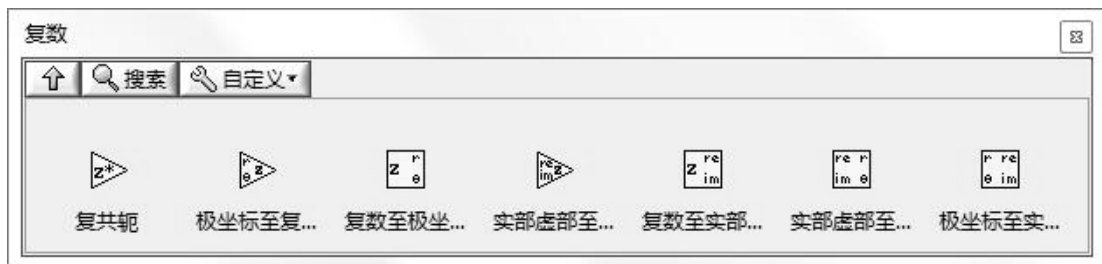 复数
搜索 自定义
z* r θ z z r θ re im z z re im re im r θ r θ re im
复共轭 极坐标至复... 复数至极坐... 实部虚部至... 复数至实部... 实部虚部至... 极坐标至实...